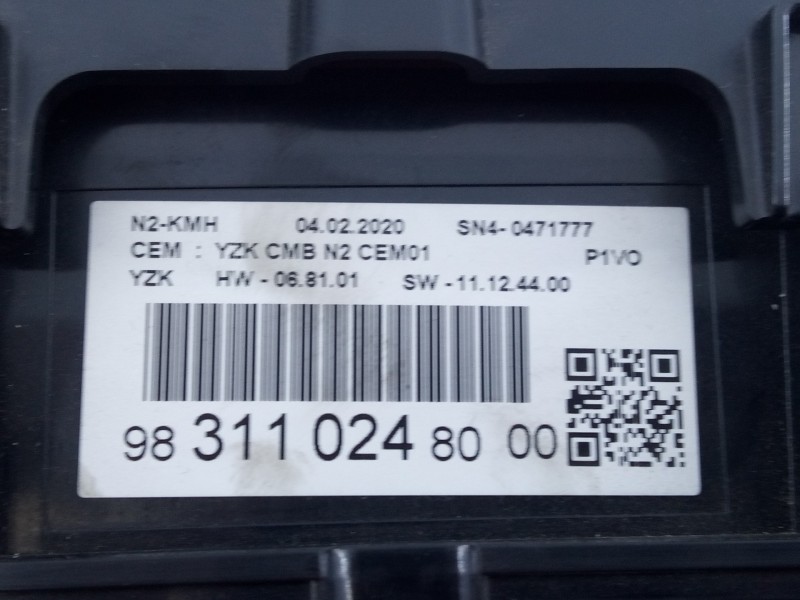 N2-KMH 04.02.2020 SN4- 0471777
CEM : YZK CMB N2 CEM01 P1VO
YZK HW - 06.81.01 SW - 11.12.44.00
98 311 024 80 00